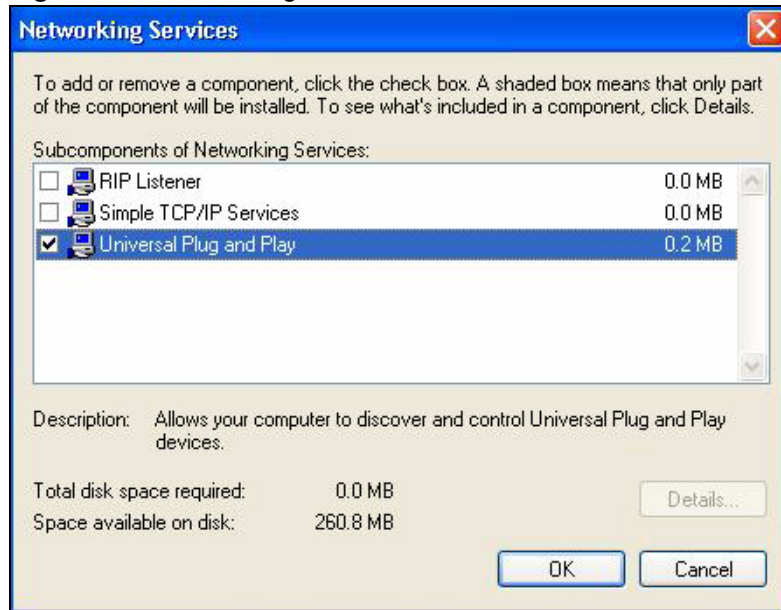 Networking Services
To add or remove a component, click the check box. A shaded box means that only part
of the component will be installed. To see what's included in a component, click Details.
Subcomponents of Networking Services:
RIP Listener 0.0 MB
Simple TCP/IP Services 0.0 MB
Universal Plug and Play 0.2 MB
Description: Allows your computer to discover and control Universal Plug and Play
devices.
Total disk space required: 0.0 MB
Details...
Space available on disk: 260.8 MB
OK Cancel